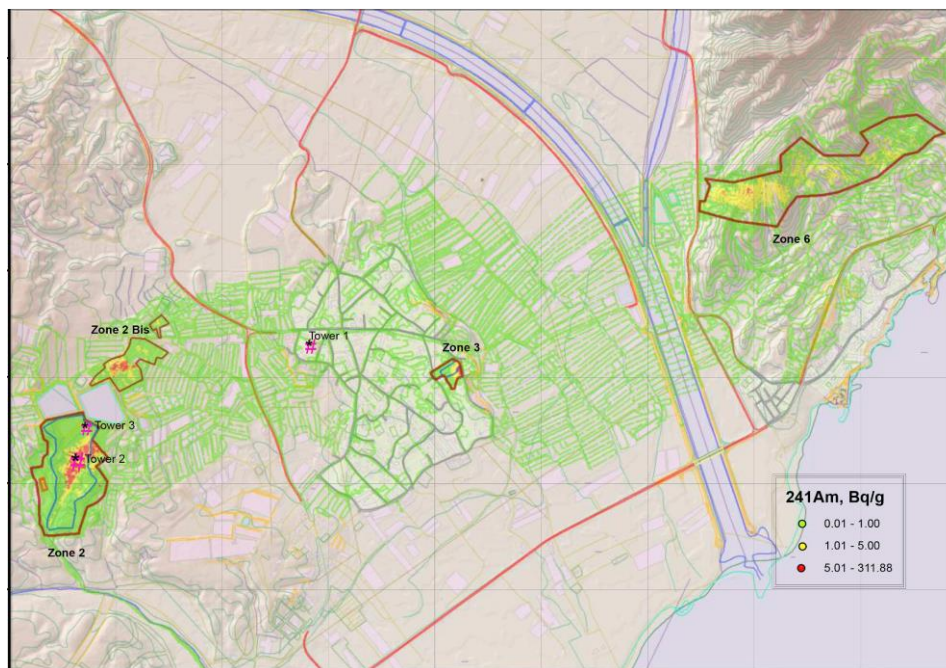 Zone 6
Zone 2 Bis
Tower 1
Zone 3
Tower 3
Tower 2
Zone 2
241Am, Bq/g
0.01 - 1.00
1.01 - 5.00
5.01 - 311.88